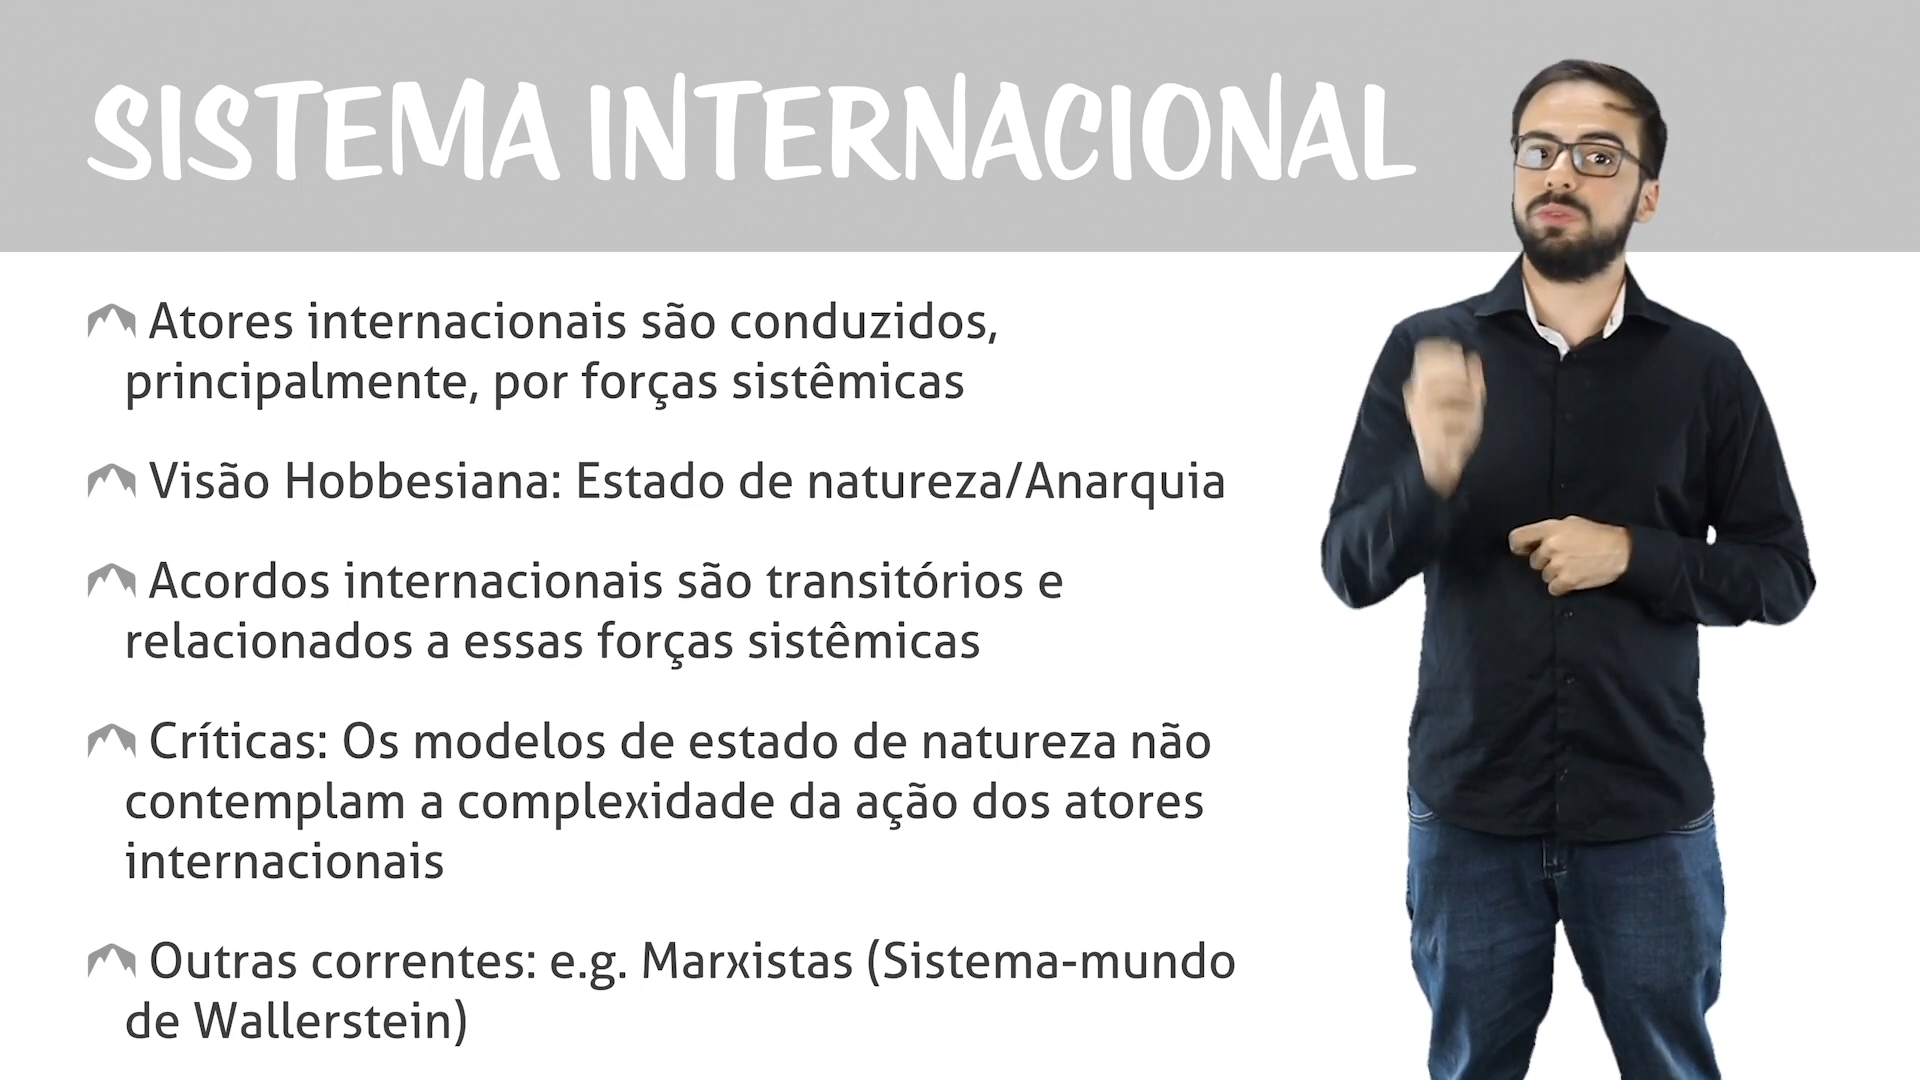 SISTEMA INTERNACIONAL
Atores internacionais são conduzidos,
principalmente, por forças sistêmicas
Visão Hobbesiana: Estado de natureza/Anarquia
Acordos internacionais são transitórios e
relacionados a essas forças sistêmicas
Críticas: Os modelos de estado de natureza não
contemplam a complexidade da ação dos atores
internacionais
Outras correntes: e.g. Marxistas (Sistema-mundo
de Wallerstein)